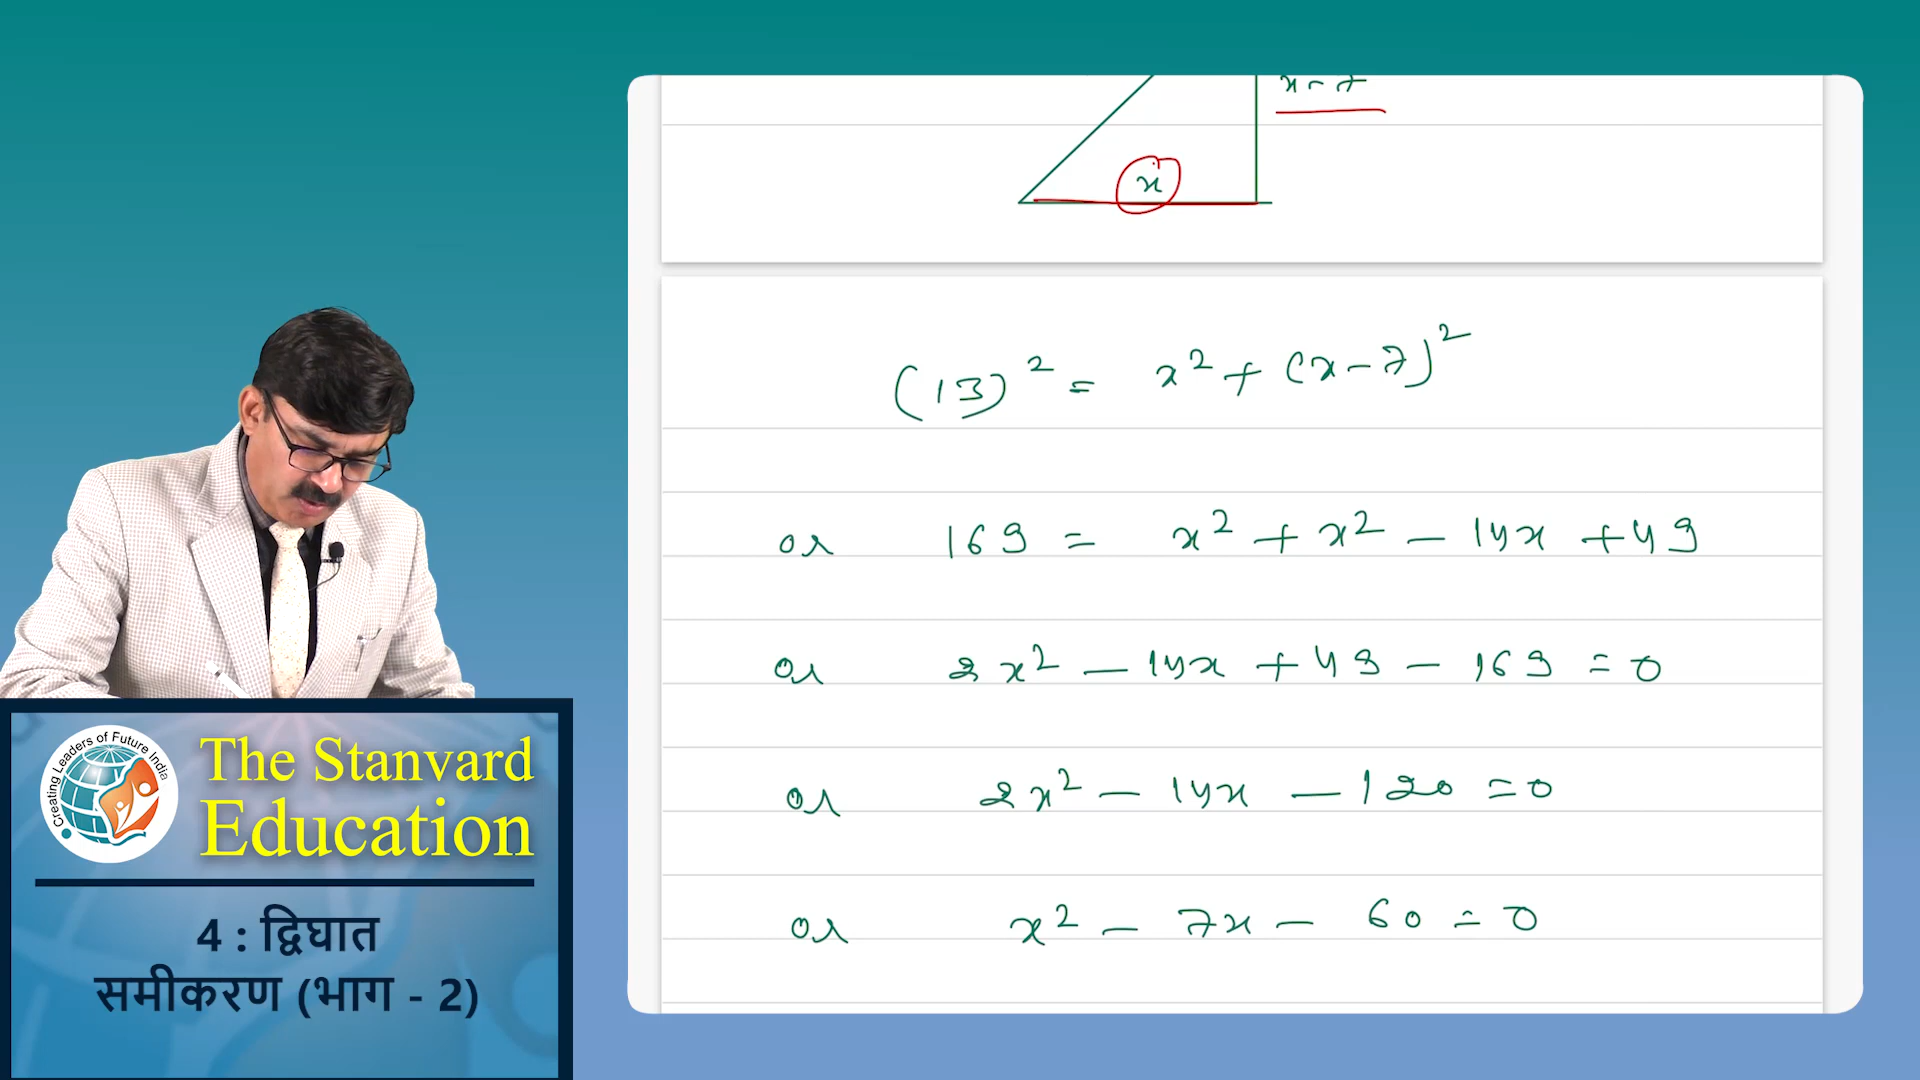 x - 7
x
(13)² = x² + (x - 7)²
or 169 = x² + x² - 14x + 49
or 2x² - 14x + 49 - 169 = 0
or 2x² - 14x - 120 = 0
or x² - 7x - 60 = 0
Creating Leaders of Future India
The Stanvard
Education
4 : द्विघात
समीकरण (भाग - 2)